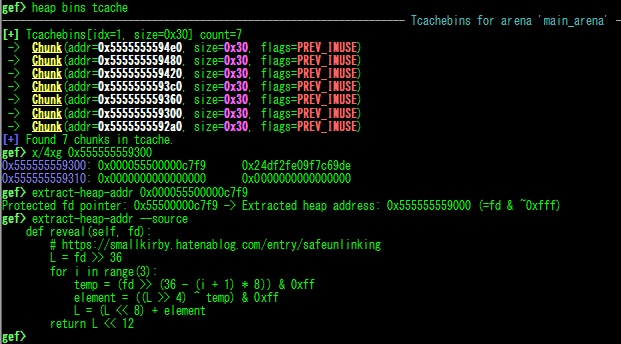 gef> heap bins tcache
Tcachebins for arena 'main_arena'
[+] Tcachebins[idx=1, size=0x30] count=7
-> Chunk(addr=0x5555555594e0, size=0x30, flags=PREV_INUSE)
-> Chunk(addr=0x555555559480, size=0x30, flags=PREV_INUSE)
-> Chunk(addr=0x555555559420, size=0x30, flags=PREV_INUSE)
-> Chunk(addr=0x5555555593c0, size=0x30, flags=PREV_INUSE)
-> Chunk(addr=0x555555559360, size=0x30, flags=PREV_INUSE)
-> Chunk(addr=0x555555559300, size=0x30, flags=PREV_INUSE)
-> Chunk(addr=0x5555555592a0, size=0x30, flags=PREV_INUSE)
[+] Found 7 chunks in tcache.
gef> x/4xg 0x555555559300
0x555555559300: 0x000055500000c7f9 0x24df2fe09f7c69de
0x555555559310: 0x0000000000000000 0x0000000000000000
gef> extract-heap-addr 0x000055500000c7f9
Protected fd pointer: 0x55500000c7f9 -> Extracted heap address: 0x555555559000 (=fd & ~0xfff)
gef> extract-heap-addr --source
def reveal(self, fd):
# https://smallkirby.hatenablog.com/entry/safeunlinking
L = fd >> 36
for i in range(3):
temp = (fd >> (36 - (i + 1) * 8)) & 0xff
element = ((L >> 4) ^ temp) & 0xff
L = (L << 8) + element
return L << 12
gef>